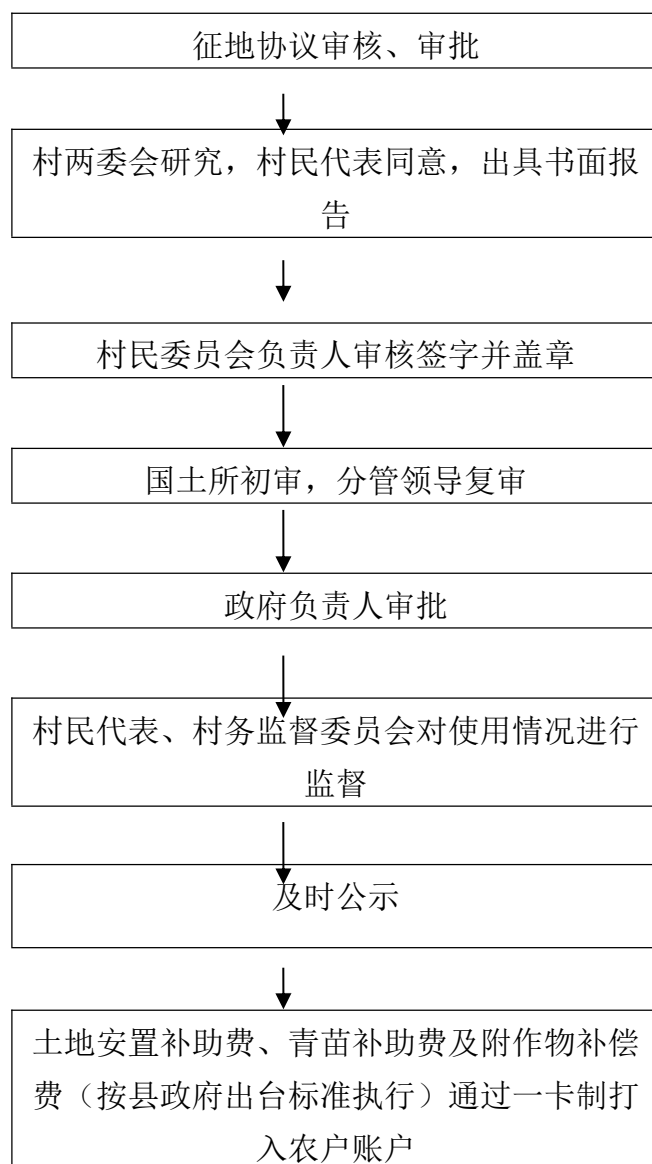 征地协议审核、审批
村两委会研究，村民代表同意，出具书面报
告
村民委员会负责人审核签字并盖章
国土所初审，分管领导复审
政府负责人审批
村民代表、村务监督委员会对使用情况进行
监督
及时公示
土地安置补助费、青苗补助费及附作物补偿
费（按县政府出台标准执行）通过一卡制打
入农户账户